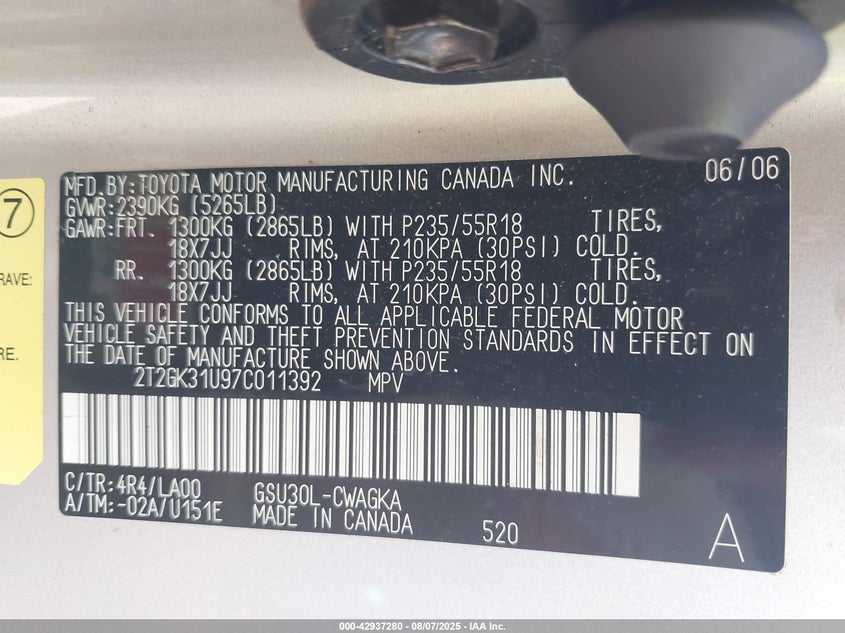 7
RAVE:
RE.
MFD.BY:TOYOTA MOTOR MANUFACTURING CANADA INC. 06/06
GVWR:2390KG (5265LB)
GAWR:FRT. 1300KG (2865LB) WITH P235/55R18 TIRES,
18X7JJ RIMS, AT 210KPA (30PSI) COLD.
RR. 1300KG (2865LB) WITH P235/55R18 TIRES,
18X7JJ RIMS, AT 210KPA (30PSI) COLD.
THIS VEHICLE CONFORMS TO ALL APPLICABLE FEDERAL MOTOR
VEHICLE SAFETY AND THEFT PREVENTION STANDARDS IN EFFECT ON
THE DATE OF MANUFACTURE SHOWN ABOVE.
2T2GK31U97C011392 MPV
C/TR:4R4/LA00 GSU30L-CWAGKA
A/TM:-02A/U151E MADE IN CANADA 520 A
000-42937280 - 08/07/2025 - IAA Inc.